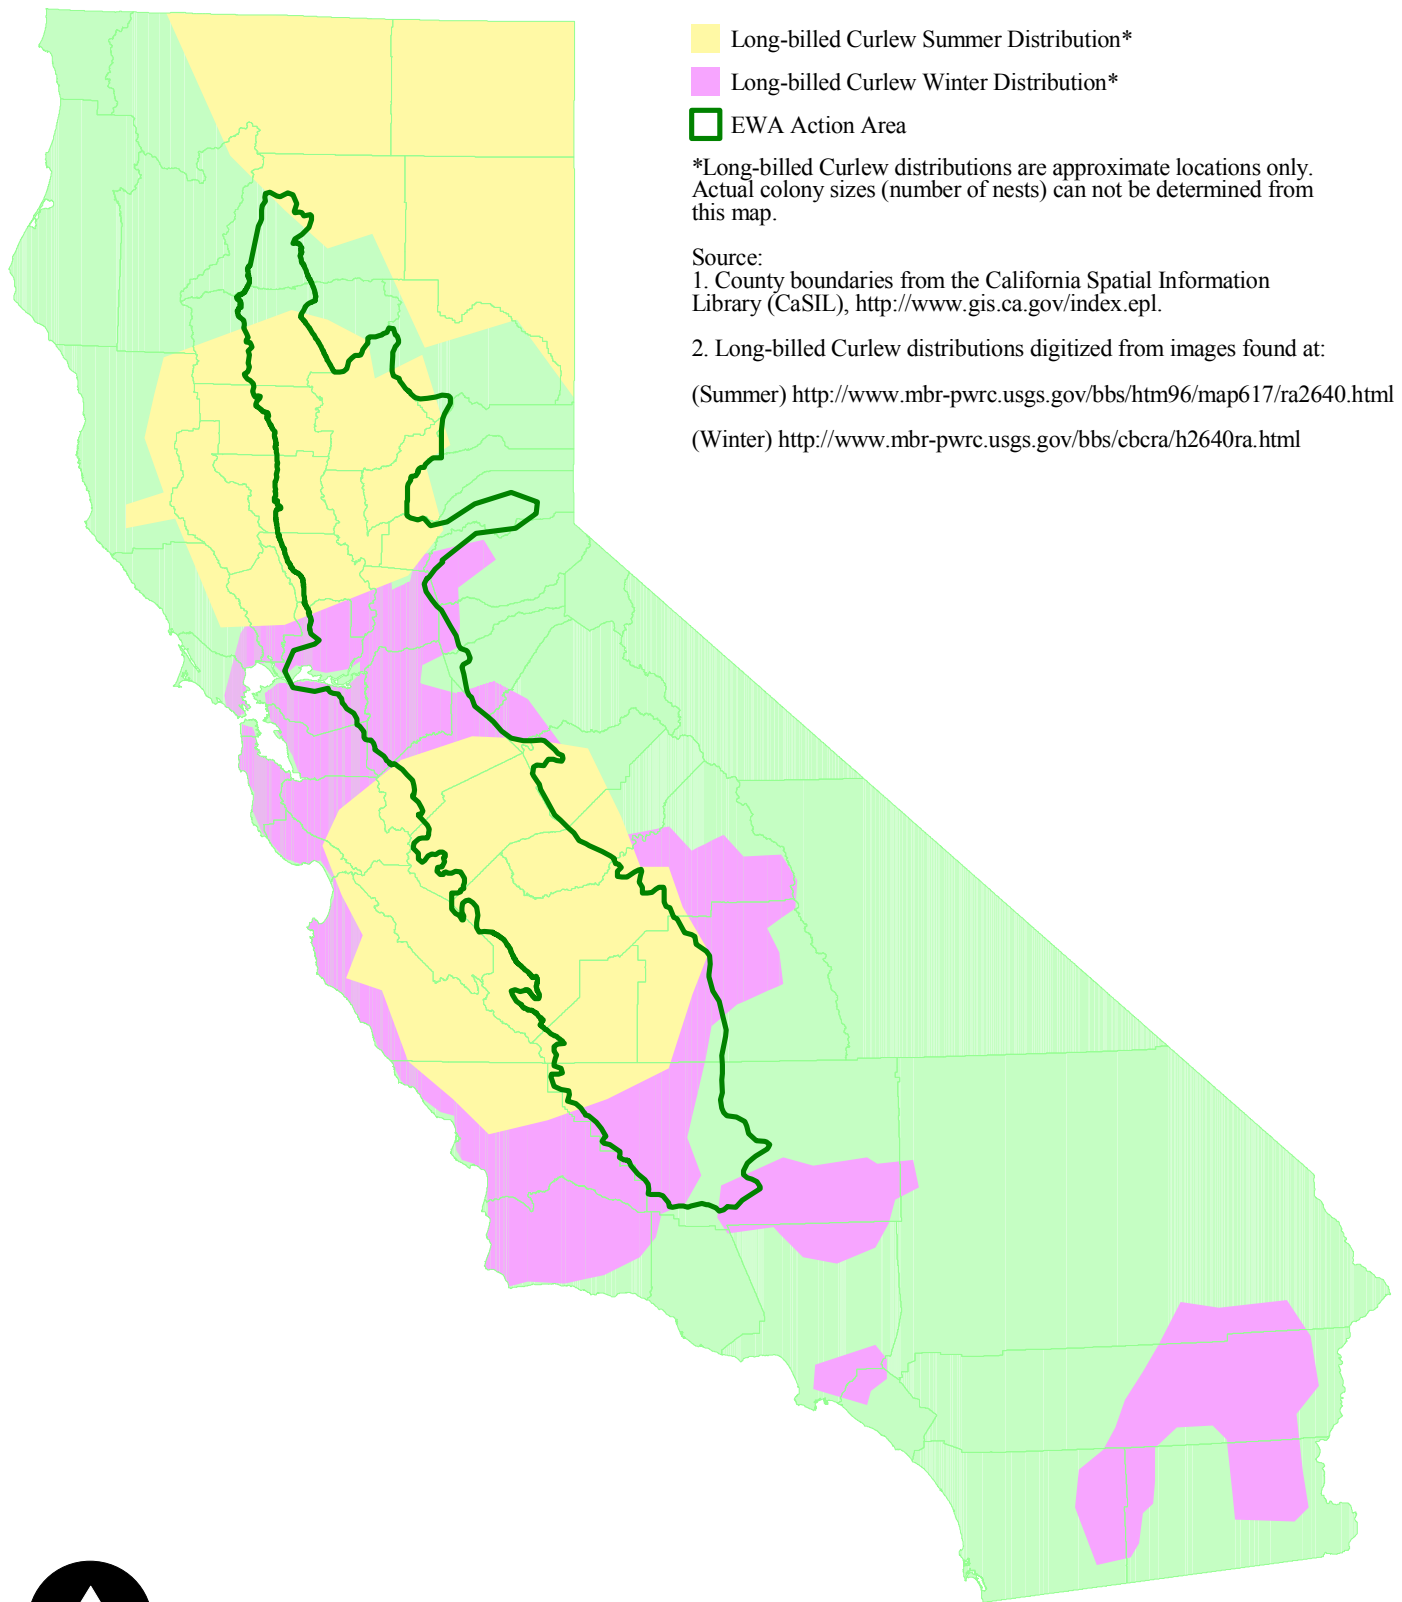 Long-billed Curlew Summer Distribution*
Long-billed Curlew Winter Distribution*
EWA Action Area
*Long-billed Curlew distributions are approximate locations only.
Actual colony sizes (number of nests) can not be determined from
this map.
Source:
1. County boundaries from the California Spatial Information
Library (CaSIL), http://www.gis.ca.gov/index.epl.
2. Long-billed Curlew distributions digitized from images found at:
(Summer) http://www.mbr-pwrc.usgs.gov/bbs/htm96/map617/ra2640.html
(Winter) http://www.mbr-pwrc.usgs.gov/bbs/cbcra/h2640ra.html